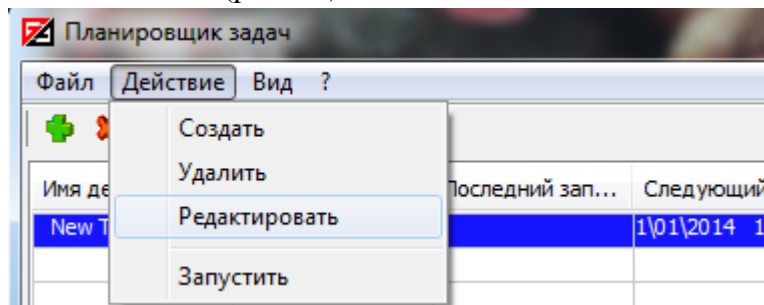 Планировщик задач
Файл Действие Вид ?
Создать
Удалить
Имя де Последний зап... Следующий
Редактировать
New T 1\01\2014 1
Запустить